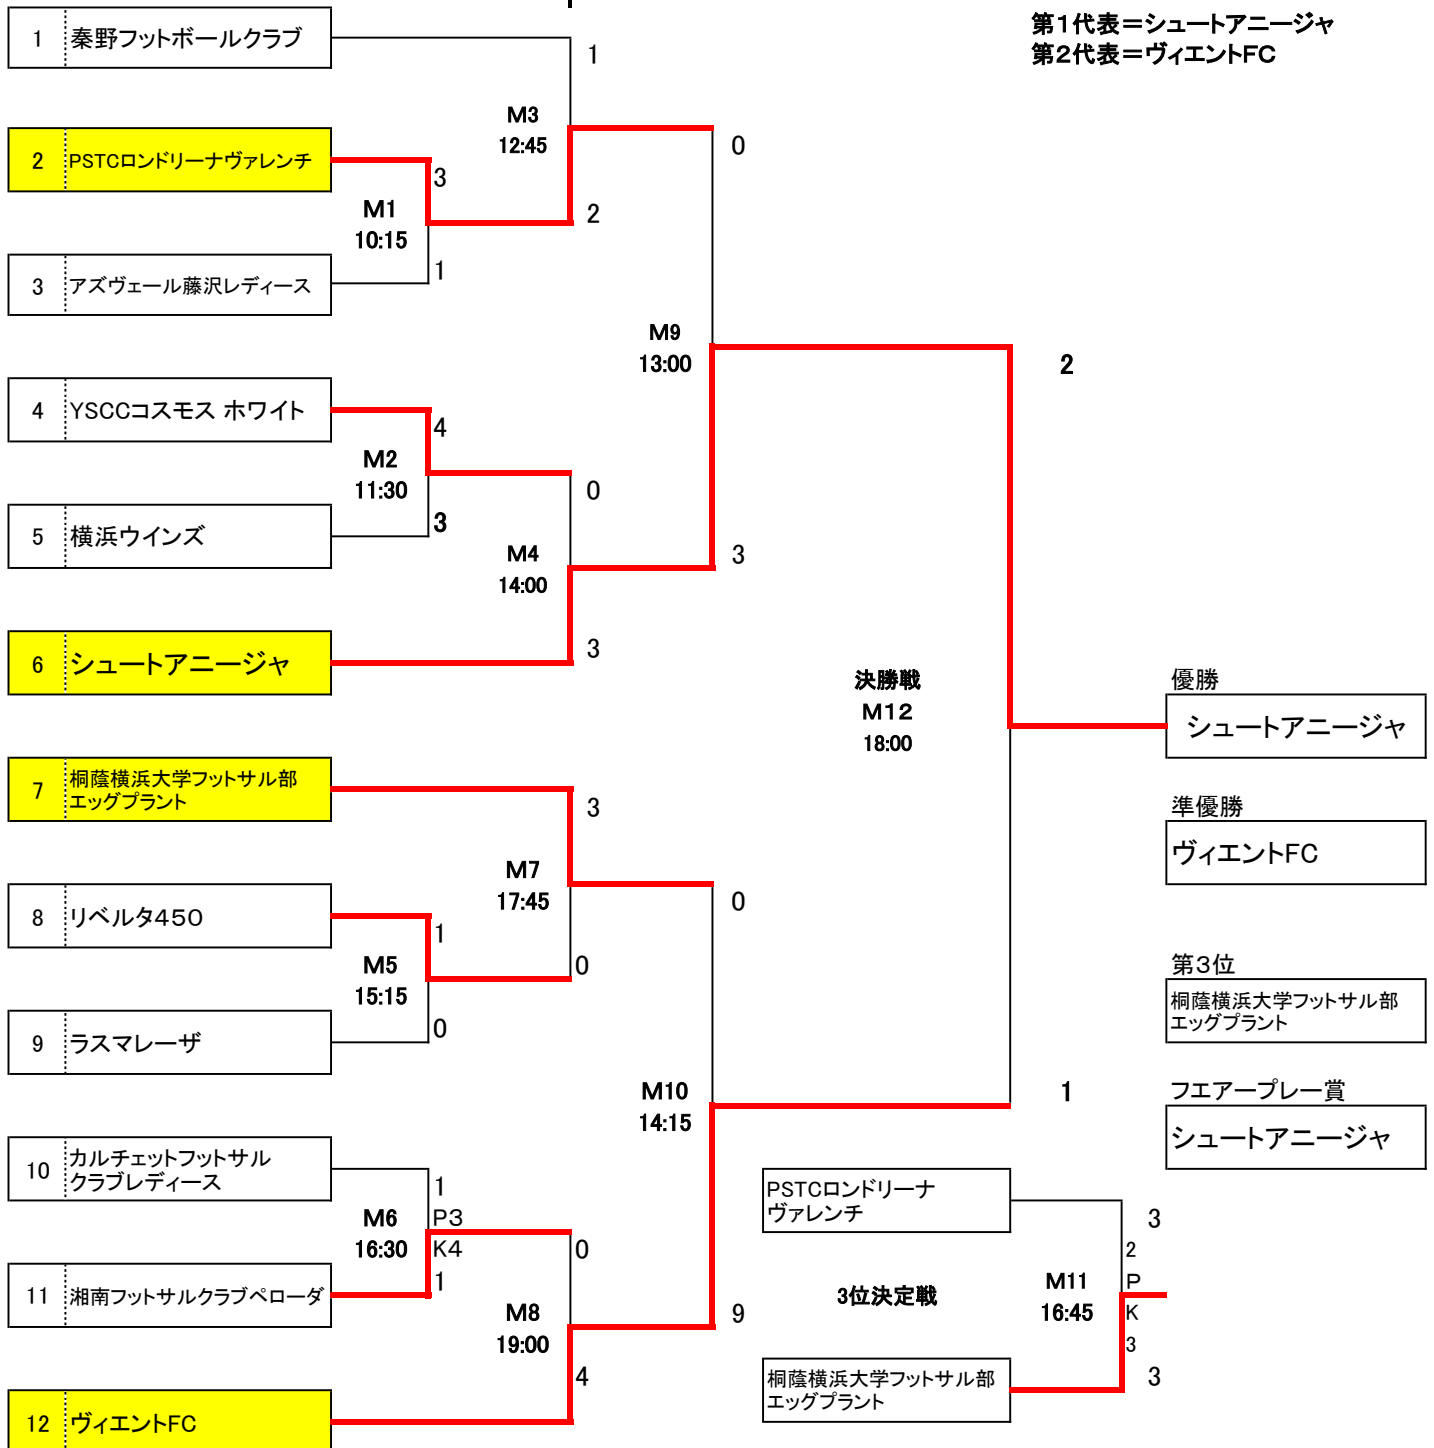 第1代表＝シュートアニージャ
第2代表＝ヴィエントFC
1 秦野フットボールクラブ
1
M3
12:45
0
2 PSTCロンドリーナヴァレンチ
3
M1
10:15
2
1
3 アズヴェール藤沢レディース
M9
13:00
2
4 YSCCコスモス ホワイト
4
M2
11:30
0
3
5 横浜ウインズ
M4
14:00
3
3
6 シュートアニージャ
決勝戦
M12
18:00
優勝
シュートアニージャ
7 桐蔭横浜大学フットサル部
エッグプラント
3
準優勝
ヴィエントFC
M7
17:45
0
8 リベルタ450
1
M5
15:15
0
0
9 ラスマレーザ
第3位
桐蔭横浜大学フットサル部
エッグプラント
M10
14:15
1
フエアープレー賞
シュートアニージャ
10 カルチェットフットサル
クラブレディース
1
P3
M6
16:30
K4
1
0
11 湘南フットサルクラブペローダ
M8
19:00
9
4
12 ヴィエントFC
PSTCロンドリーナ
ヴァレンチ
3
2
P
K
3
M11
16:45
3位決定戦
3
桐蔭横浜大学フットサル部
エッグプラント